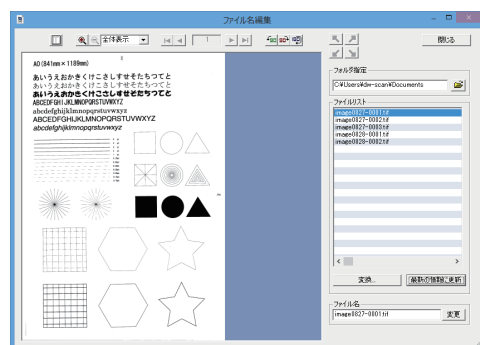 ファイル名編集
全体表示
1
閉じる
A0 (841mm × 1189mm)
あいうえおかきくけこさしすせそたちつてと
あいうえおかきくけこさしすせそたちつてと
あいうえおかきくけこさしすせそたちつてと
ABCDEFGHIJKLMNOPQRSTUVWXYZ
abcdefghijklmnopqrstuvwxyz
ABCDEFGHIJKLMNOPQRSTUVWXYZ
abcdefghijklmnopqrstuvwxyz
フォルダ指定
C:¥Users¥dw-scan¥Documents
ファイルリスト
image0827-0001.tif
image0827-0002.tif
image0827-0003.tif
image0828-0001.tif
image0828-0002.tif
変換...
最新の情報に更新
ファイル名
image0827-0001.tif
変更